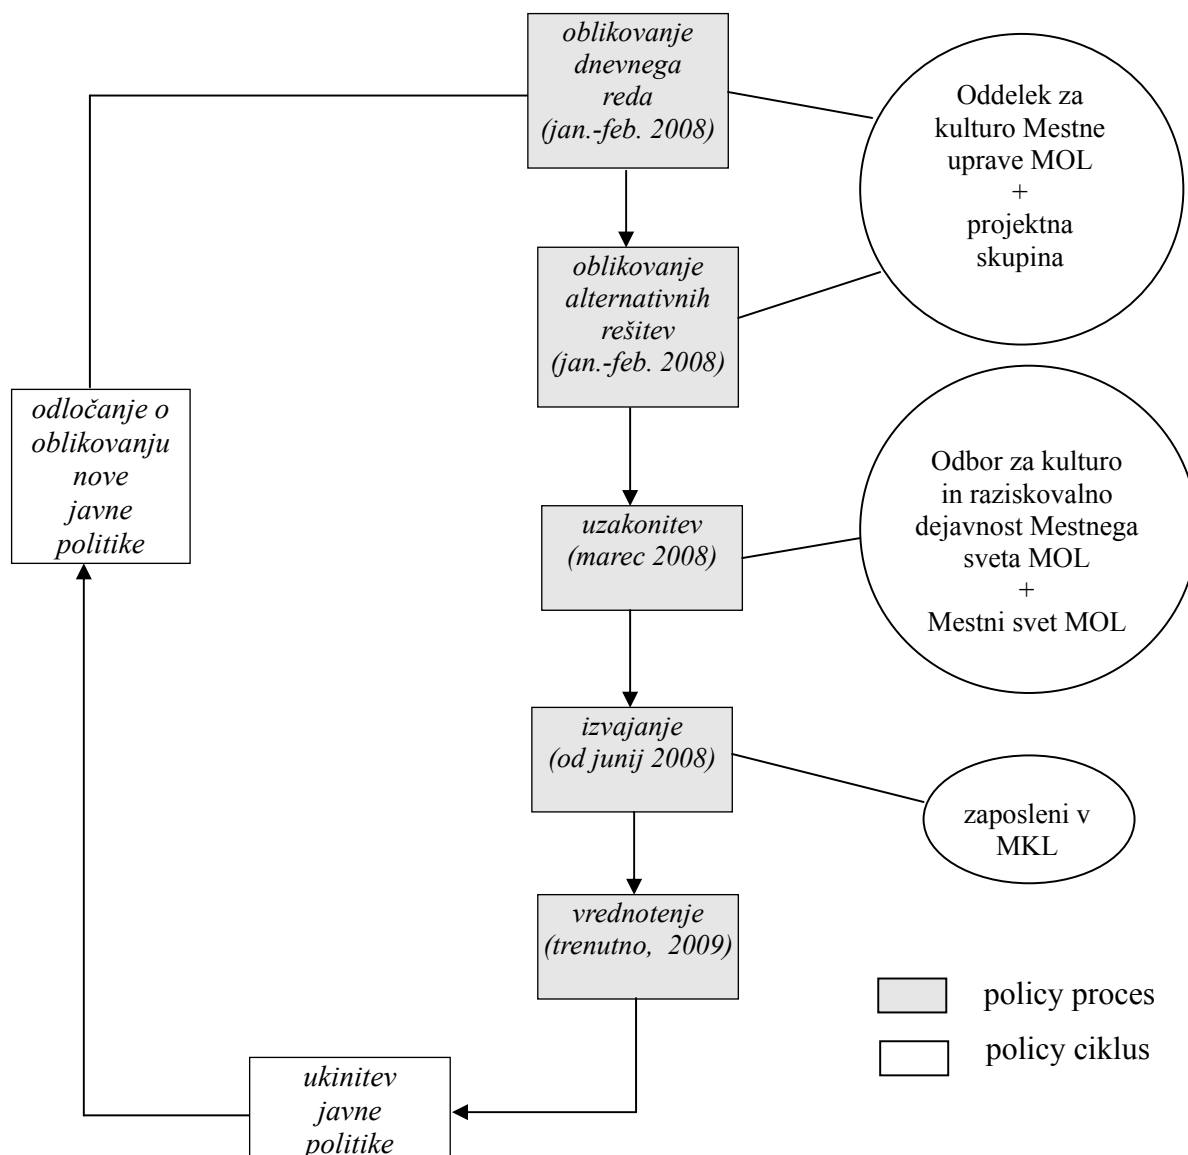 oblikovanje
dnevnega
reda
(jan.-feb. 2008)
Oddelek za
kulturo Mestne
uprave MOL
+
projektna
skupina
oblikovanje
alternativnih
rešitev
(jan.-feb. 2008)
odločanje o
oblikovanju
nove
javne
politike
Odbor za kulturo
in raziskovalno
dejavnost Mestnega
sveta MOL
+
Mestni svet MOL
uzakonitev
(marec 2008)
izvajanje
(od junij 2008)
zaposleni v
MKL
vrednotenje
(trenutno, 2009)
policy proces
policy ciklus
ukinitev
javne
politike